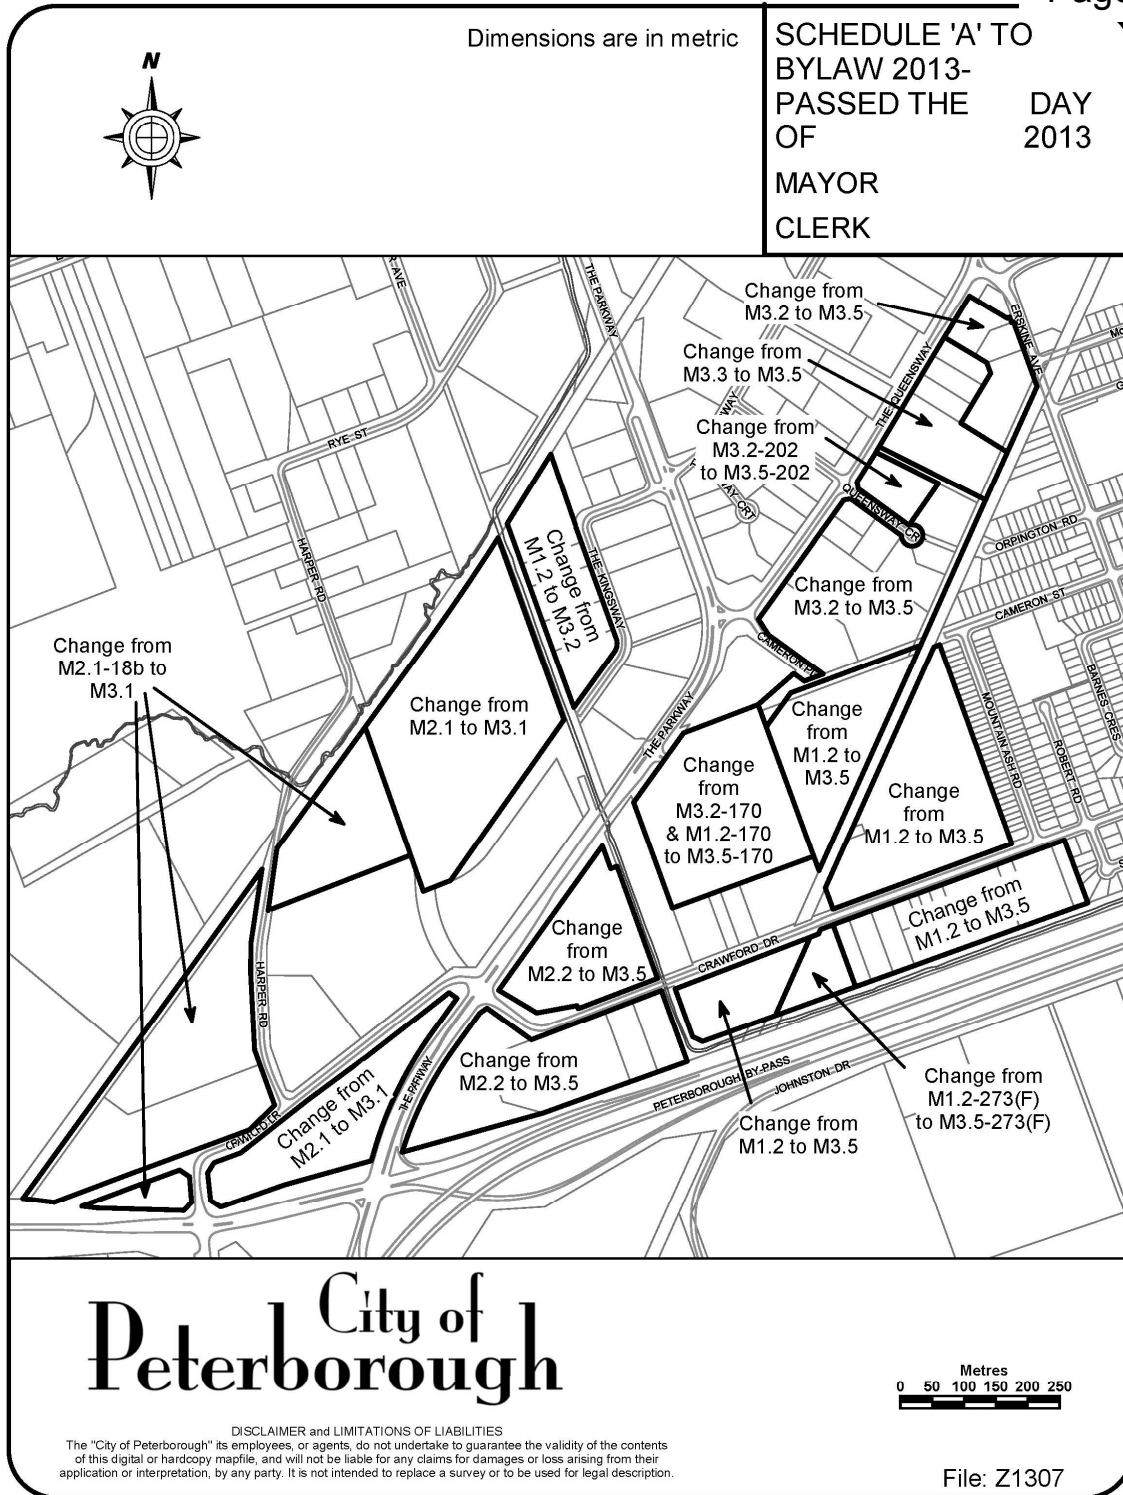 Page
Dimensions are in metric
SCHEDULE 'A' TO
BYLAW 2013-
PASSED THE DAY
OF 2013
MAYOR
CLERK
N
Change from
M3.2 to M3.5
Change from
M3.3 to M3.5
Change from
M3.2-202
to M3.5-202
THE PARKWAY
THE QUEENSWAY
ERSKINE AVE
QUEENSWAY CR
RYE ST
HARPER RD
ORPINGTON RD
CAMERON ST
Change from
M1.2 to M3.2
THE KINGSWAY
Change from
M3.2 to M3.5
CAMERON PL
BARNES CRES
MOUNTAIN ASH RD
ROBERT RD
Change from
M2.1-18b to
M3.1
Change from
M2.1 to M3.1
THE PARKWAY
Change
from
M1.2 to
M3.5
Change
from
M3.2-170
& M1.2-170
to M3.5-170
Change
from
M1.2 to M3.5
Change from
M1.2 to M3.5
Change
from
M2.2 to M3.5
CRAWFORD DR
HARPER RD
Change from
M2.2 to M3.5
THE PARKWAY
Change from
M2.1 to M3.1
CRAWFORD DR
PETERBOROUGH BY-PASS
JOHNSTON DR
Change from
M1.2 to M3.5
Change from
M1.2-273(F)
to M3.5-273(F)
City of
Peterborough
DISCLAIMER and LIMITATIONS OF LIABILITIES
The "City of Peterborough" its employees, or agents, do not undertake to guarantee the validity of the contents
of this digital or hardcopy mapfile, and will not be liable for any claims for damages or loss arising from their
application or interpretation, by any party. It is not intended to replace a survey or to be used for legal description.
Metres
0 50 100 150 200 250
File: Z1307